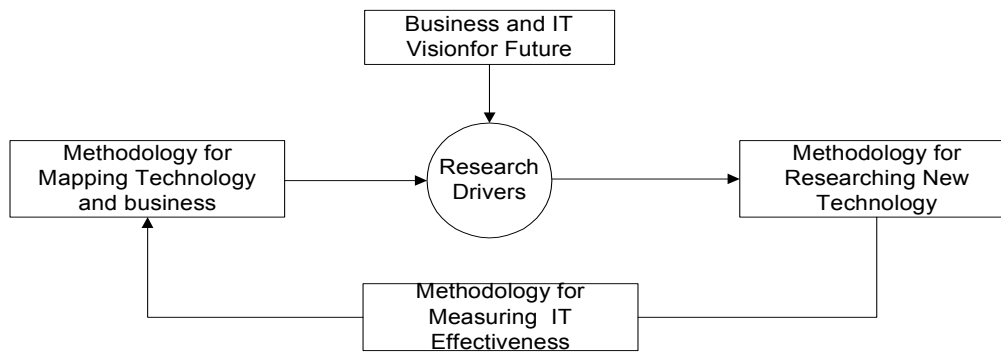 Business and IT
Visionfor Future
Methodology for
Mapping Technology
and business
Research
Drivers
Methodology for
Researching New
Technology
Methodology for
Measuring IT
Effectiveness